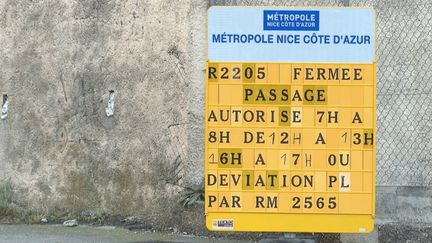 MÉTROPOLE
NICE CÔTE D'AZUR
MÉTROPOLE NICE CÔTE D'AZUR
R2205 FERMEE
PASSAGE
AUTORISE 7H A
8H DE12H A 13H
16H A 17H OU
DEVIATION PL
PAR RM 2565